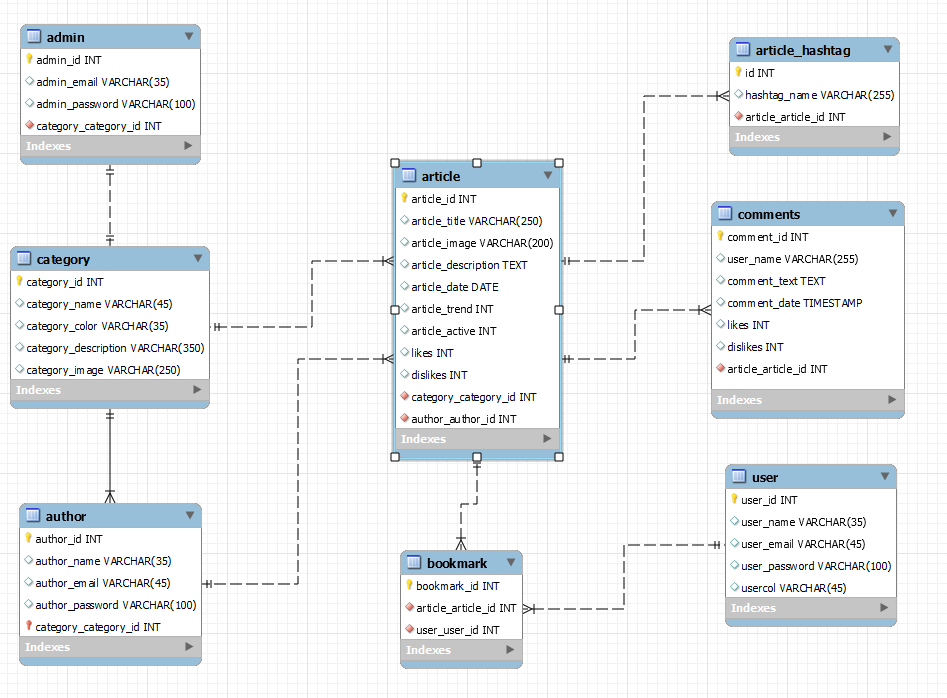 admin
admin_id INT
admin_email VARCHAR(35)
admin_password VARCHAR(100)
category_category_id INT
Indexes
category
category_id INT
category_name VARCHAR(45)
category_color VARCHAR(35)
category_description VARCHAR(350)
category_image VARCHAR(250)
Indexes
author
author_id INT
author_name VARCHAR(35)
author_email VARCHAR(45)
author_password VARCHAR(100)
category_category_id INT
Indexes
article
article_id INT
article_title VARCHAR(250)
article_image VARCHAR(200)
article_description TEXT
article_date DATE
article_trend INT
article_active INT
likes INT
dislikes INT
category_category_id INT
author_author_id INT
Indexes
bookmark
bookmark_id INT
article_article_id INT
user_user_id INT
Indexes
article_hashtag
id INT
hashtag_name VARCHAR(255)
article_article_id INT
Indexes
comments
comment_id INT
user_name VARCHAR(255)
comment_text TEXT
comment_date TIMESTAMP
likes INT
dislikes INT
article_article_id INT
Indexes
user
user_id INT
user_name VARCHAR(35)
user_email VARCHAR(45)
user_password VARCHAR(100)
usercol VARCHAR(45)
Indexes